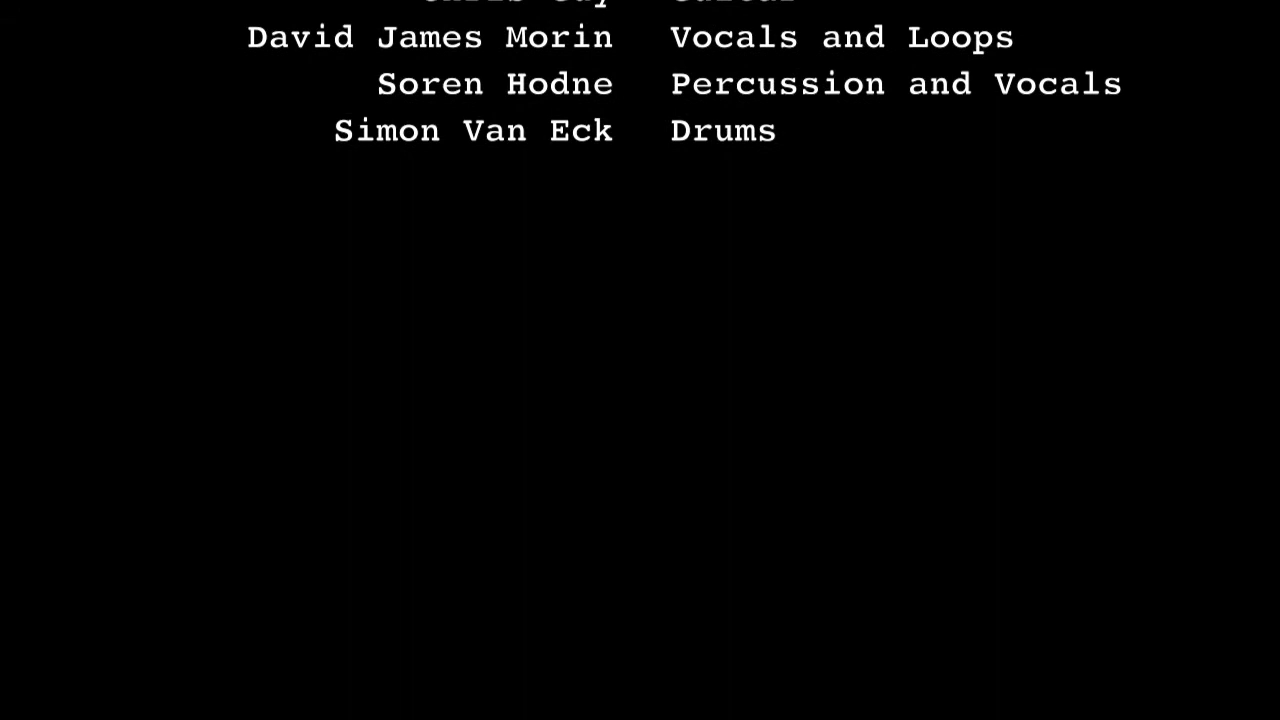 David James Morin Vocals and Loops
Soren Hodne Percussion and Vocals
Simon Van Eck Drums